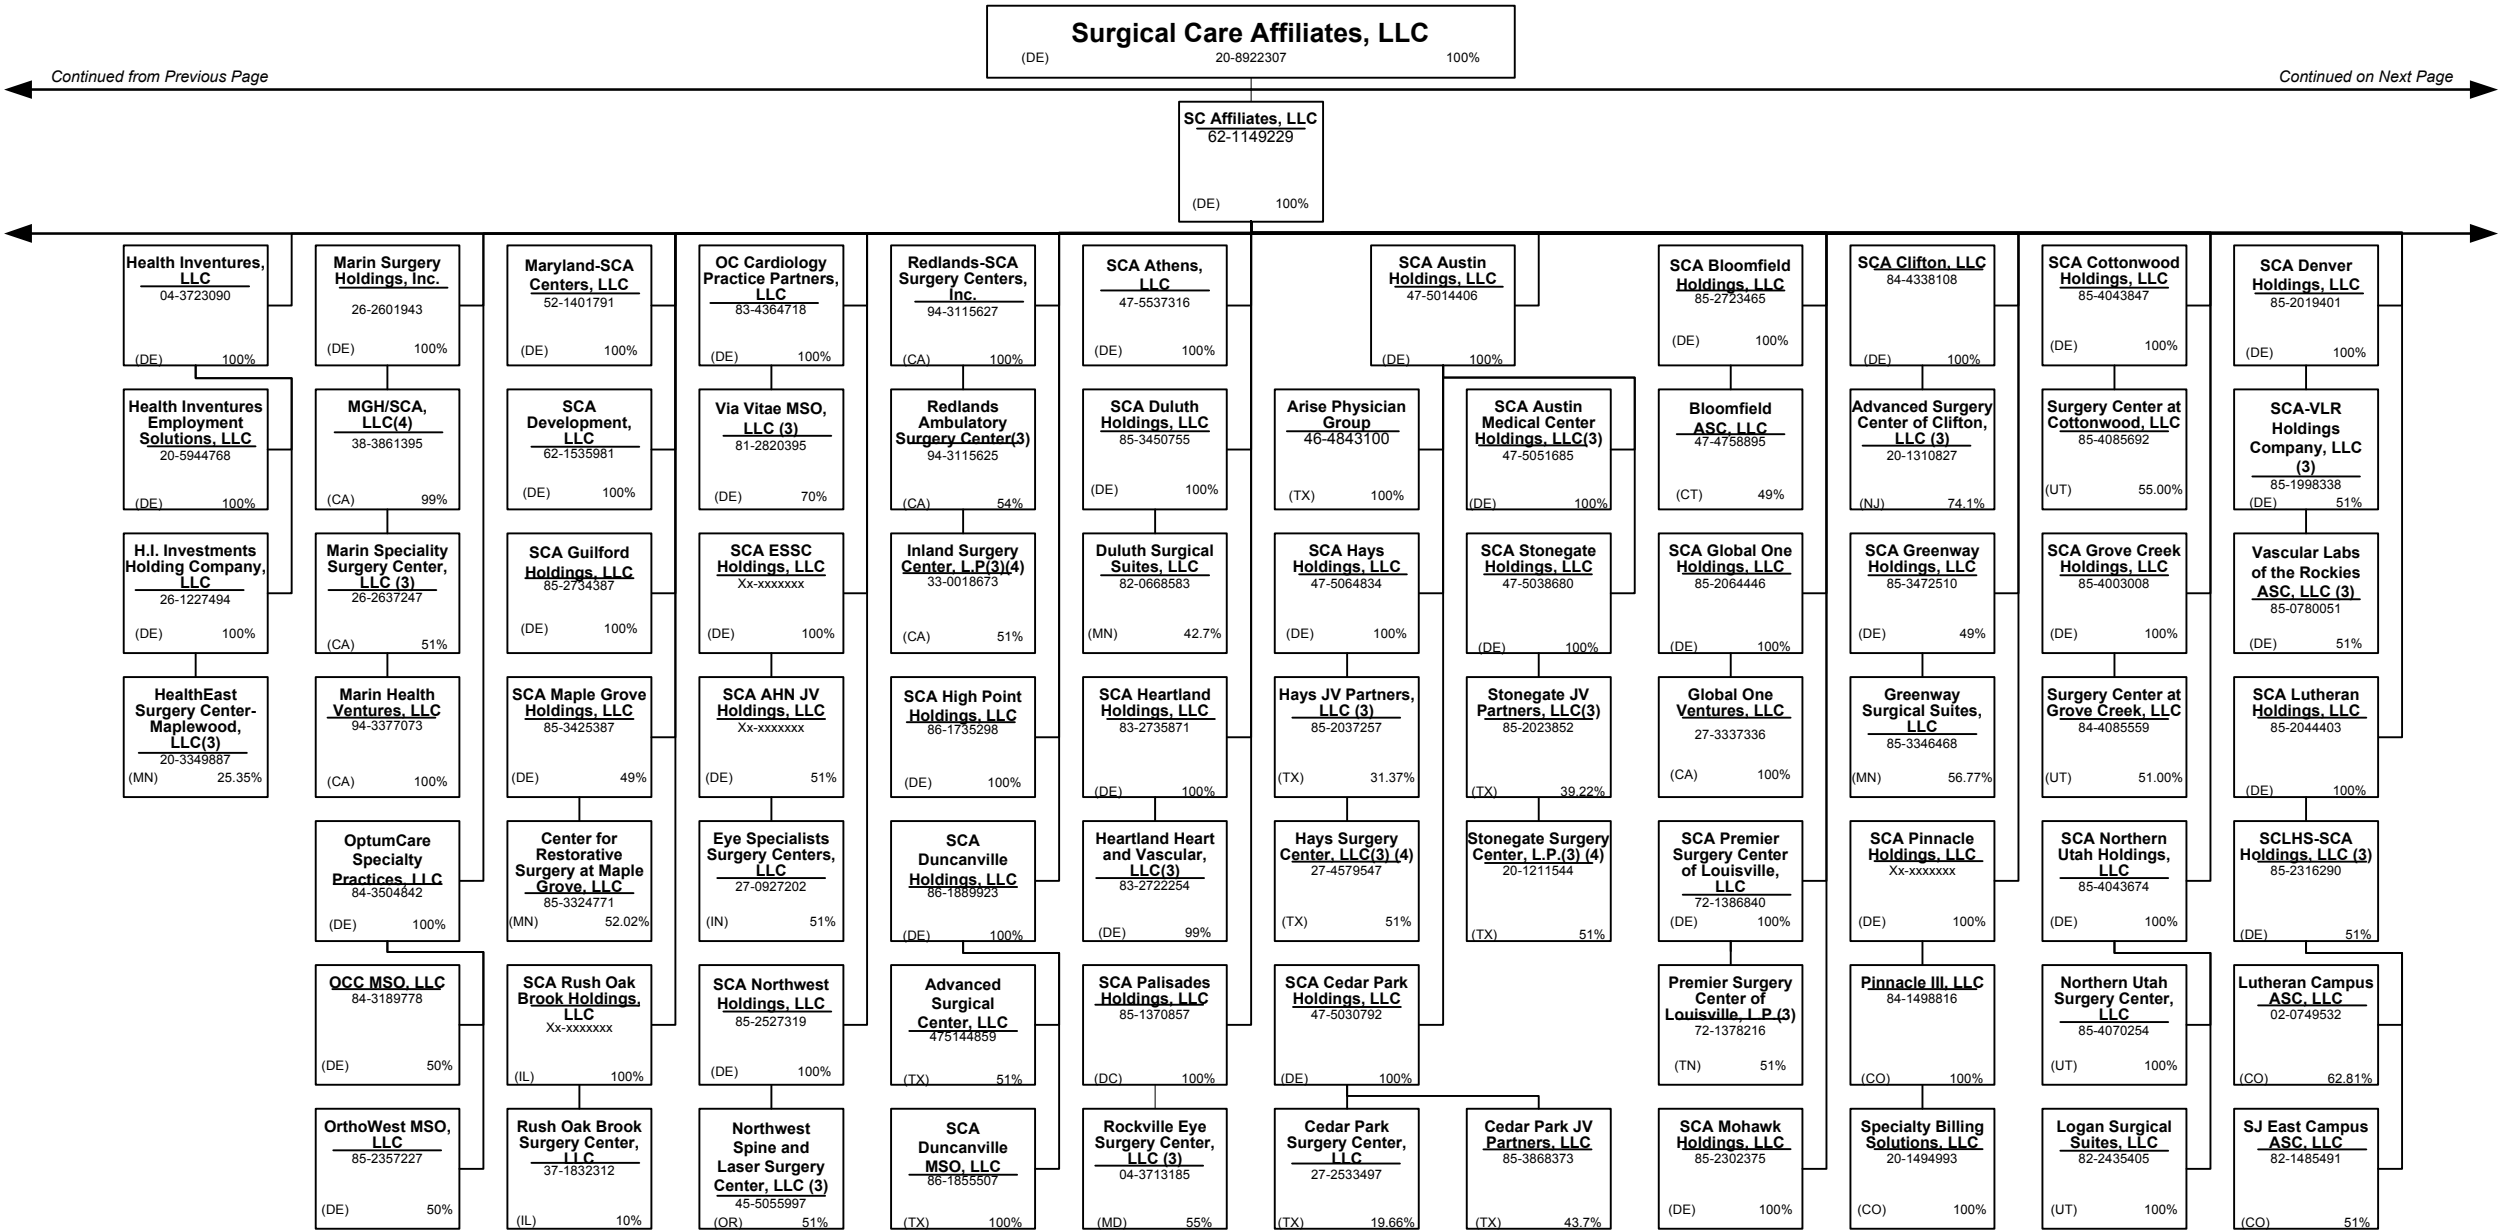 Surgical Care Affiliates, LLC
(DE) 20-8922307 100%
Continued from Previous Page
Continued on Next Page
SC Affiliates, LLC
62-1149229
(DE) 100%
Health Inventures,
LLC
04-3723090
(DE) 100%
Marin Surgery
Holdings, Inc.
26-2601943
(DE) 100%
Maryland-SCA
Centers, LLC
52-1401791
(DE) 100%
OC Cardiology
Practice Partners,
LLC
83-4364718
(DE) 100%
Redlands-SCA
Surgery Centers,
Inc.
94-3115627
(CA) 100%
SCA Athens,
LLC
47-5537316
(DE) 100%
SCA Austin
Holdings, LLC
47-5014406
(DE) 100%
SCA Bloomfield
Holdings, LLC
85-2723465
(DE) 100%
SCA Clifton, LLC
84-4338108
(DE) 100%
SCA Cottonwood
Holdings, LLC
85-4043847
(DE) 100%
SCA Denver
Holdings, LLC
85-2019401
(DE) 100%
Health Inventures
Employment
Solutions, LLC
20-5944768
(DE) 100%
MGH/SCA,
LLC(4)
38-3861395
(CA) 99%
SCA
Development,
LLC
62-1535981
(DE) 100%
Via Vitae MSO,
LLC (3)
81-2820395
(DE) 70%
Redlands
Ambulatory
Surgery Center(3)
94-3115625
(CA) 54%
SCA Duluth
Holdings, LLC
85-3450755
(DE) 100%
Arise Physician
Group
46-4843100
(TX) 100%
SCA Austin
Medical Center
Holdings, LLC(3)
47-5051685
(DE) 100%
Bloomfield
ASC, LLC
47-4758895
(CT) 49%
Advanced Surgery
Center of Clifton,
LLC (3)
20-1310827
(NJ) 74.1%
Surgery Center at
Cottonwood, LLC
85-4085692
(UT) 55.00%
SCA-VLR
Holdings
Company, LLC
(3)
85-1998338
(DE) 51%
H.I. Investments
Holding Company,
LLC
26-1227494
(DE) 100%
Marin Speciality
Surgery Center,
LLC (3)
26-2637247
(CA) 51%
SCA Guilford
Holdings, LLC
85-2734387
(DE) 100%
SCA ESSC
Holdings, LLC
Xx-xxxxxxx
(DE) 100%
Inland Surgery
Center, L.P(3)(4)
33-0018673
(CA) 51%
Duluth Surgical
Suites, LLC
82-0668583
(MN) 42.7%
SCA Hays
Holdings, LLC
47-5064834
(DE) 100%
SCA Stonegate
Holdings, LLC
47-5038680
(DE) 100%
SCA Global One
Holdings, LLC
85-2064446
(DE) 100%
SCA Greenway
Holdings, LLC
85-3472510
(DE) 49%
SCA Grove Creek
Holdings, LLC
85-4003008
(DE) 100%
Vascular Labs
of the Rockies
ASC, LLC (3)
85-0780051
(DE) 51%
HealthEast
Surgery Center-
Maplewood,
LLC(3)
20-3349887
(MN) 25.35%
Marin Health
Ventures, LLC
94-3377073
(CA) 100%
SCA Maple Grove
Holdings, LLC
85-3425387
(DE) 49%
SCA AHN JV
Holdings, LLC
Xx-xxxxxxx
(DE) 51%
SCA High Point
Holdings, LLC
86-1735298
(DE) 100%
SCA Heartland
Holdings, LLC
83-2735871
(DE) 100%
Hays JV Partners,
LLC (3)
85-2037257
(TX) 31.37%
Stonegate JV
Partners, LLC(3)
85-2023852
(TX) 39.22%
Global One
Ventures, LLC
27-3337336
(CA) 100%
Greenway
Surgical Suites,
LLC
85-3346468
(MN) 56.77%
Surgery Center at
Grove Creek, LLC
84-4085559
(UT) 51.00%
SCA Lutheran
Holdings, LLC
85-2044403
(DE) 100%
OptumCare
Specialty
Practices, LLC
84-3504842
(DE) 100%
Center for
Restorative
Surgery at Maple
Grove, LLC
85-3324771
(MN) 52.02%
Eye Specialists
Surgery Centers,
LLC
27-0927202
(IN) 51%
SCA
Duncanville
Holdings, LLC
86-1889923
(DE) 100%
Heartland Heart
and Vascular,
LLC(3)
83-2722254
(DE) 99%
Hays Surgery
Center, LLC(3) (4)
27-4579547
(TX) 51%
Stonegate Surgery
Center, L.P.(3) (4)
20-1211544
(TX) 51%
SCA Premier
Surgery Center
of Louisville,
LLC
72-1386840
(DE) 100%
SCA Pinnacle
Holdings, LLC
Xx-xxxxxxx
(DE) 100%
SCA Northern
Utah Holdings,
LLC
85-4043674
(DE) 100%
SCLHS-SCA
Holdings, LLC (3)
85-2316290
(DE) 51%
OCC MSO, LLC
84-3189778
(DE) 50%
SCA Rush Oak
Brook Holdings,
LLC
Xx-xxxxxxx
(IL) 100%
SCA Northwest
Holdings, LLC
85-2527319
(DE) 100%
Advanced
Surgical
Center, LLC
475144859
(TX) 51%
SCA Palisades
Holdings, LLC
85-1370857
(DC) 100%
SCA Cedar Park
Holdings, LLC
47-5030792
(DE) 100%
Premier Surgery
Center of
Louisville, L.P.(3)
72-1378216
(TN) 51%
Pinnacle III, LLC
84-1498816
(CO) 100%
Northern Utah
Surgery Center,
LLC
85-4070254
(UT) 100%
Lutheran Campus
ASC, LLC
02-0749532
(CO) 62.81%
OrthoWest MSO,
LLC
85-2357227
(DE) 50%
Rush Oak Brook
Surgery Center,
LLC
37-1832312
(IL) 10%
Northwest
Spine and
Laser Surgery
Center, LLC (3)
45-5055997
(OR) 51%
SCA
Duncanville
MSO, LLC
86-1855507
(TX) 100%
Rockville Eye
Surgery Center,
LLC (3)
04-3713185
(MD) 55%
Cedar Park
Surgery Center,
LLC
27-2533497
(TX) 19.66%
Cedar Park JV
Partners, LLC
85-3868373
(TX) 43.7%
SCA Mohawk
Holdings, LLC
85-2302375
(DE) 100%
Specialty Billing
Solutions, LLC
20-1494993
(CO) 100%
Logan Surgical
Suites, LLC
82-2435405
(UT) 100%
SJ East Campus
ASC, LLC
82-1485491
(CO) 51%